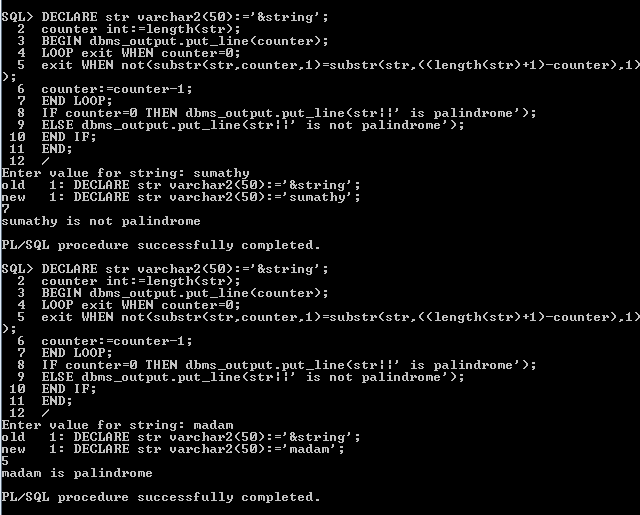 SQL> DECLARE str varchar2(50):='&string';
  2  counter int:=length(str);
  3  BEGIN dbms_output.put_line(counter);
  4  LOOP exit WHEN counter=0;
  5  exit WHEN not(substr(str,counter,1)=substr(str,((length(str)+1)-counter),1)
);
  6  counter:=counter-1;
  7  END LOOP;
  8  IF counter=0 THEN dbms_output.put_line(str||' is palindrome');
  9  ELSE dbms_output.put_line(str||' is not palindrome');
 10  END IF;
 11  END;
 12  /
Enter value for string: sumathy
old   1: DECLARE str varchar2(50):='&string';
new   1: DECLARE str varchar2(50):='sumathy';
7
sumathy is not palindrome
PL/SQL procedure successfully completed.
SQL> DECLARE str varchar2(50):='&string';
  2  counter int:=length(str);
  3  BEGIN dbms_output.put_line(counter);
  4  LOOP exit WHEN counter=0;
  5  exit WHEN not(substr(str,counter,1)=substr(str,((length(str)+1)-counter),1)
);
  6  counter:=counter-1;
  7  END LOOP;
  8  IF counter=0 THEN dbms_output.put_line(str||' is palindrome');
  9  ELSE dbms_output.put_line(str||' is not palindrome');
 10  END IF;
 11  END;
 12  /
Enter value for string: madam
old   1: DECLARE str varchar2(50):='&string';
new   1: DECLARE str varchar2(50):='madam';
5
madam is palindrome
PL/SQL procedure successfully completed.